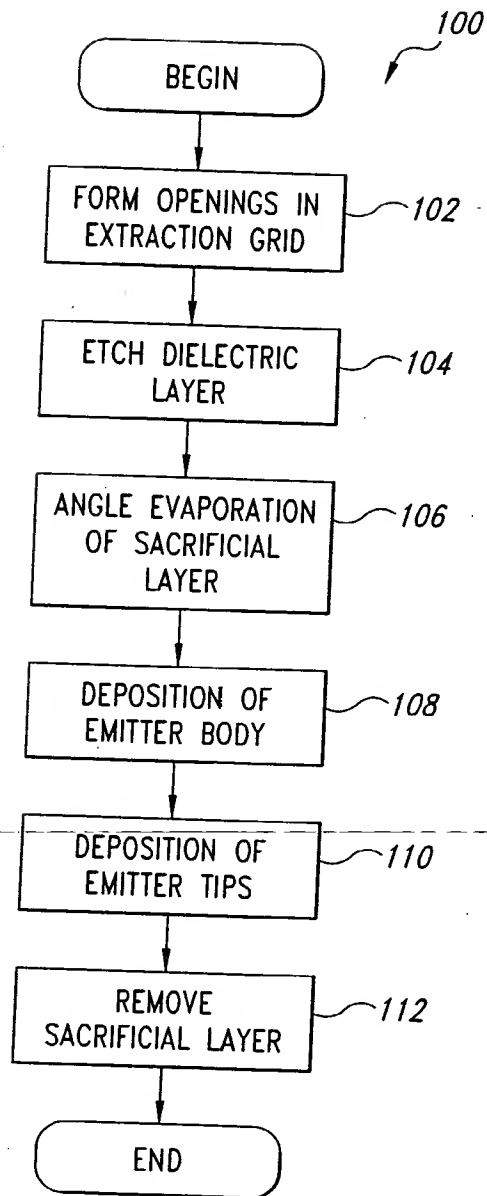 100
BEGIN
FORM OPENINGS IN
EXTRACTION GRID
102
ETCH DIELECTRIC
LAYER
104
ANGLE EVAPORATION
OF SACRIFICIAL
LAYER
106
DEPOSITION OF
EMITTER BODY
108
DEPOSITION OF
EMITTER TIPS
110
REMOVE
SACRIFICIAL LAYER
112
END